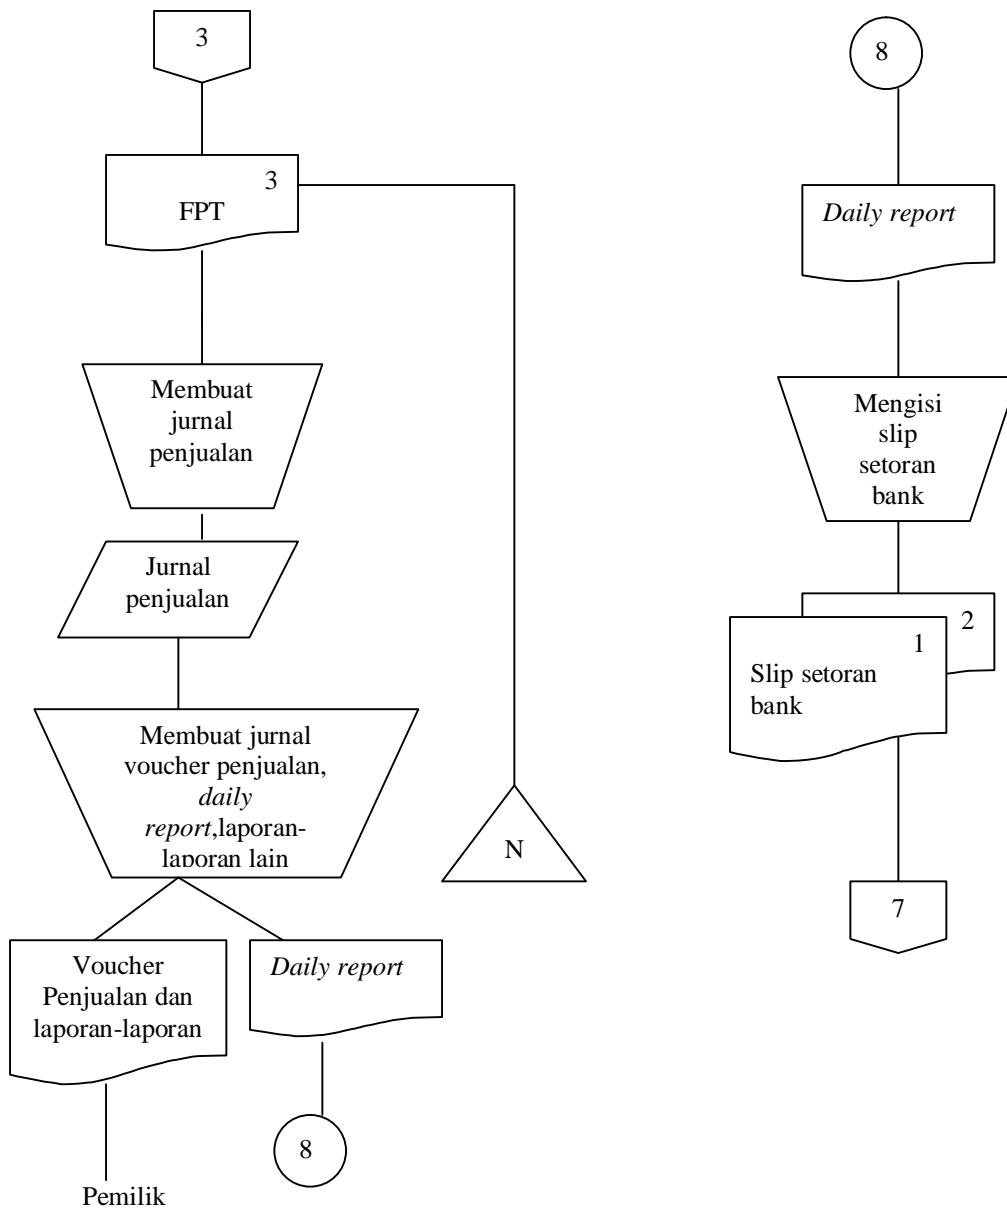 3
3
FPT
Membuat
jurnal
penjualan
Jurnal
penjualan
Membuat jurnal
voucher penjualan,
daily
report,laporan-
laporan lain
N
Voucher
Penjualan dan
laporan-laporan
Daily report
8
Pemilik
8
Daily report
Mengisi
slip
setoran
bank
2
1
Slip setoran
bank
7